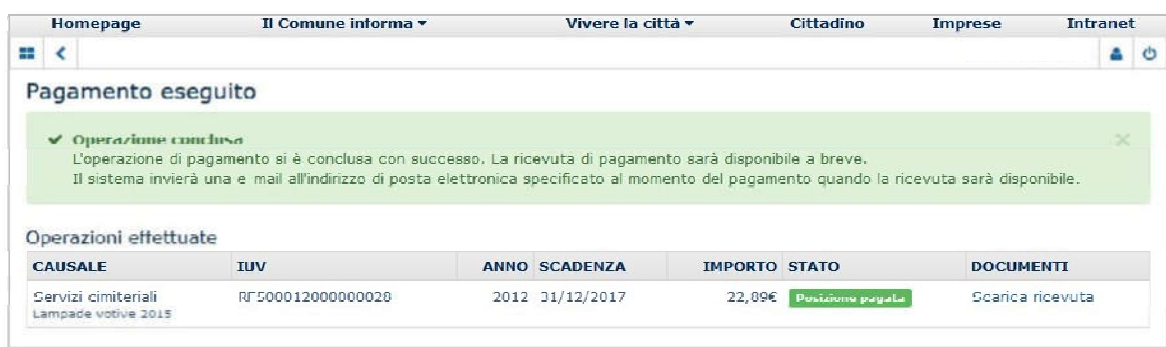 Homepage Il Comune informa Vivere la città Cittadino Imprese Intranet
Pagamento eseguito
Operazione conclusa
L'operazione di pagamento si è conclusa con successo. La ricevuta di pagamento sarà disponibile a breve.
Il sistema invierà una e mail all'indirizzo di posta elettronica specificato al momento del pagamento quando la ricevuta sarà disponibile.
Operazioni effettuate
CAUSALE IUV ANNO SCADENZA IMPORTO STATO DOCUMENTI
Servizi cimiteriali RF500012000000028 2012 31/12/2017 22,89€ Posizione pagata Scarica ricevuta
Lampade votive 2015